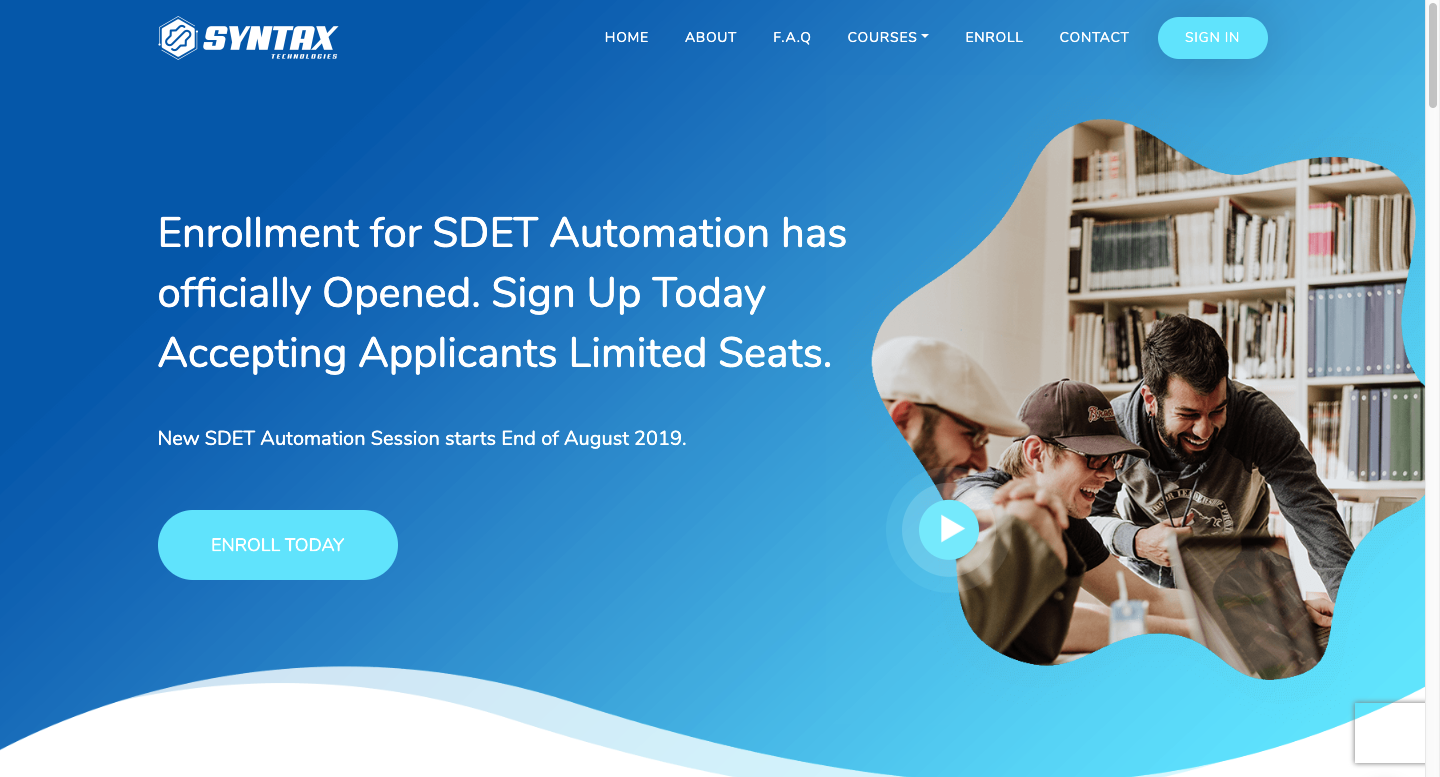 SYNTAX
TECHNOLOGIES
HOME ABOUT F.A.Q COURSES ENROLL CONTACT SIGN IN
Enrollment for SDET Automation has
officially Opened. Sign Up Today
Accepting Applicants Limited Seats.
New SDET Automation Session starts End of August 2019.
ENROLL TODAY